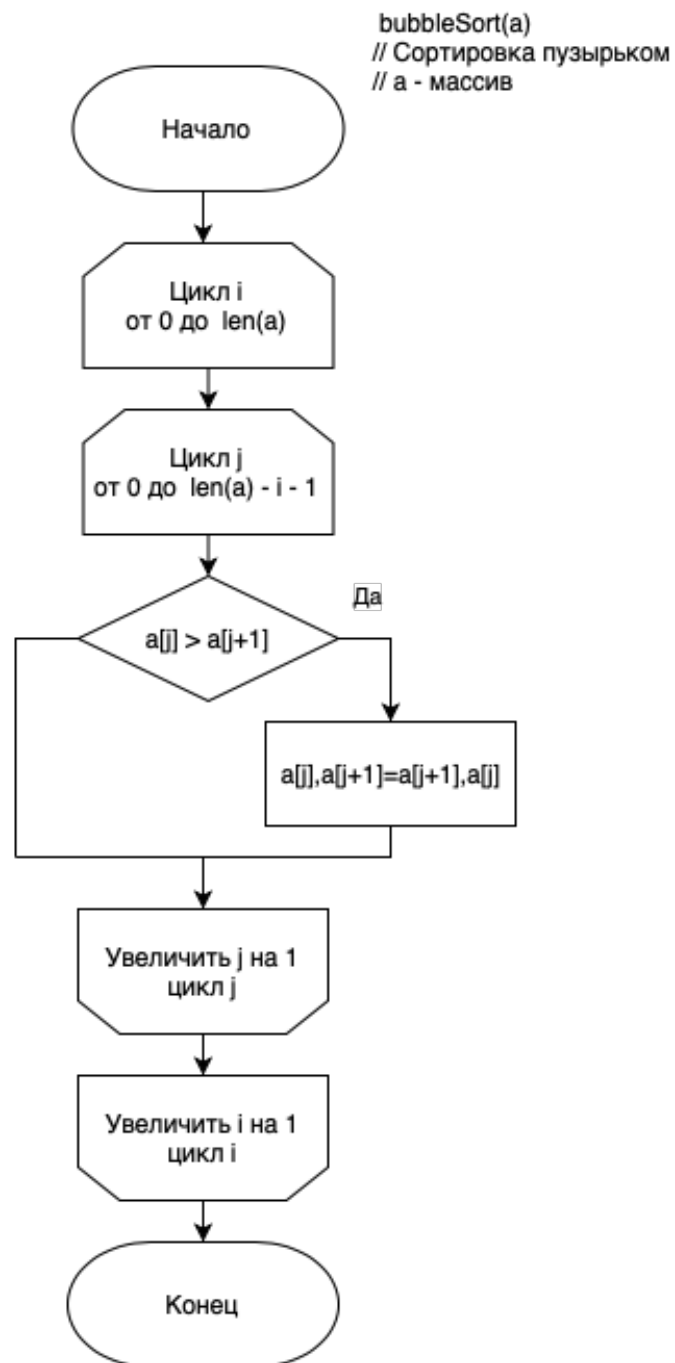 bubbleSort(a)
// Сортировка пузырьком
// а - массив
Начало
Цикл i
от 0 до len(a)
Цикл j
от 0 до len(a) - i - 1
a[j] > a[j+1]
Да
a[j],a[j+1]=a[j+1],a[j]
Увеличить j на 1
цикл j
Увеличить i на 1
цикл i
Конец